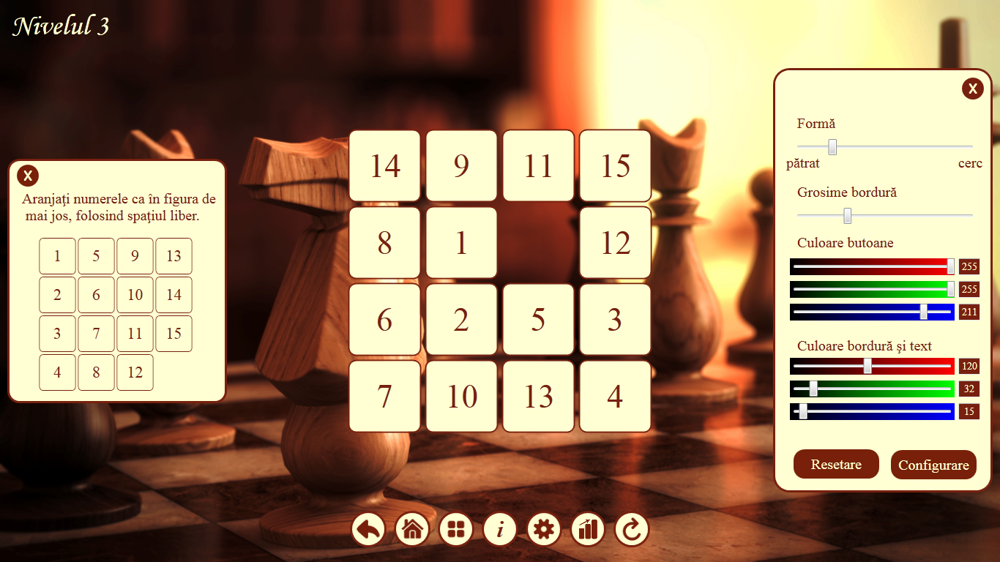 Nivelul 3
X
Aranjaţi numerele ca în figura de
mai jos, folosind spaţiul liber.
1 5 9 13
2 6 10 14
3 7 11 15
4 8 12
14 9 11 15
8 1 12
6 2 5 3
7 10 13 4
X
Formă
pătrat cerc
Grosime bordură
Culoare butoane
255
255
211
Culoare bordură şi text
120
32
15
Resetare Configurare
i